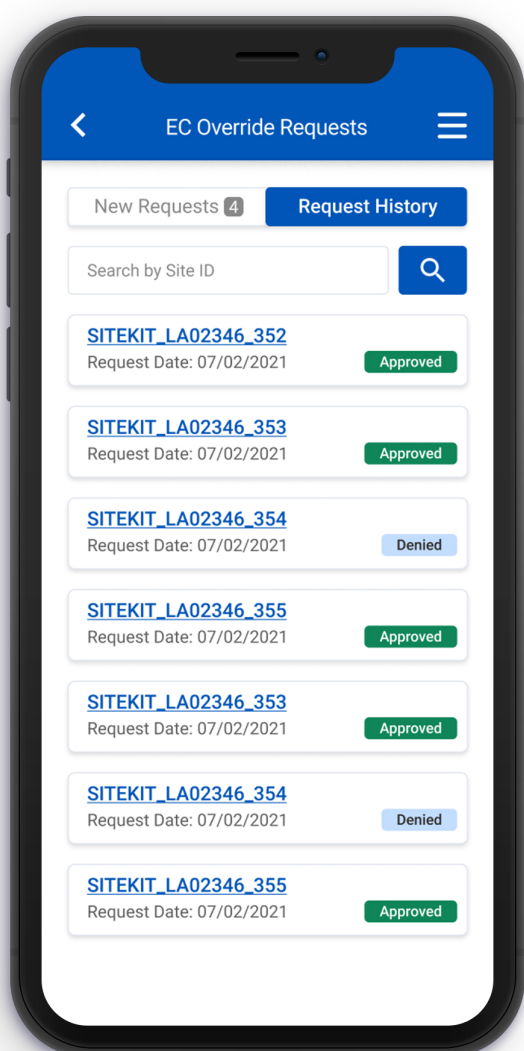 EC Override Requests
New Requests 4
Request History
Search by Site ID
SITEKIT_LA02346_352
Request Date: 07/02/2021
Approved
SITEKIT_LA02346_353
Request Date: 07/02/2021
Approved
SITEKIT_LA02346_354
Request Date: 07/02/2021
Denied
SITEKIT_LA02346_355
Request Date: 07/02/2021
Approved
SITEKIT_LA02346_353
Request Date: 07/02/2021
Approved
SITEKIT_LA02346_354
Request Date: 07/02/2021
Denied
SITEKIT_LA02346_355
Request Date: 07/02/2021
Approved